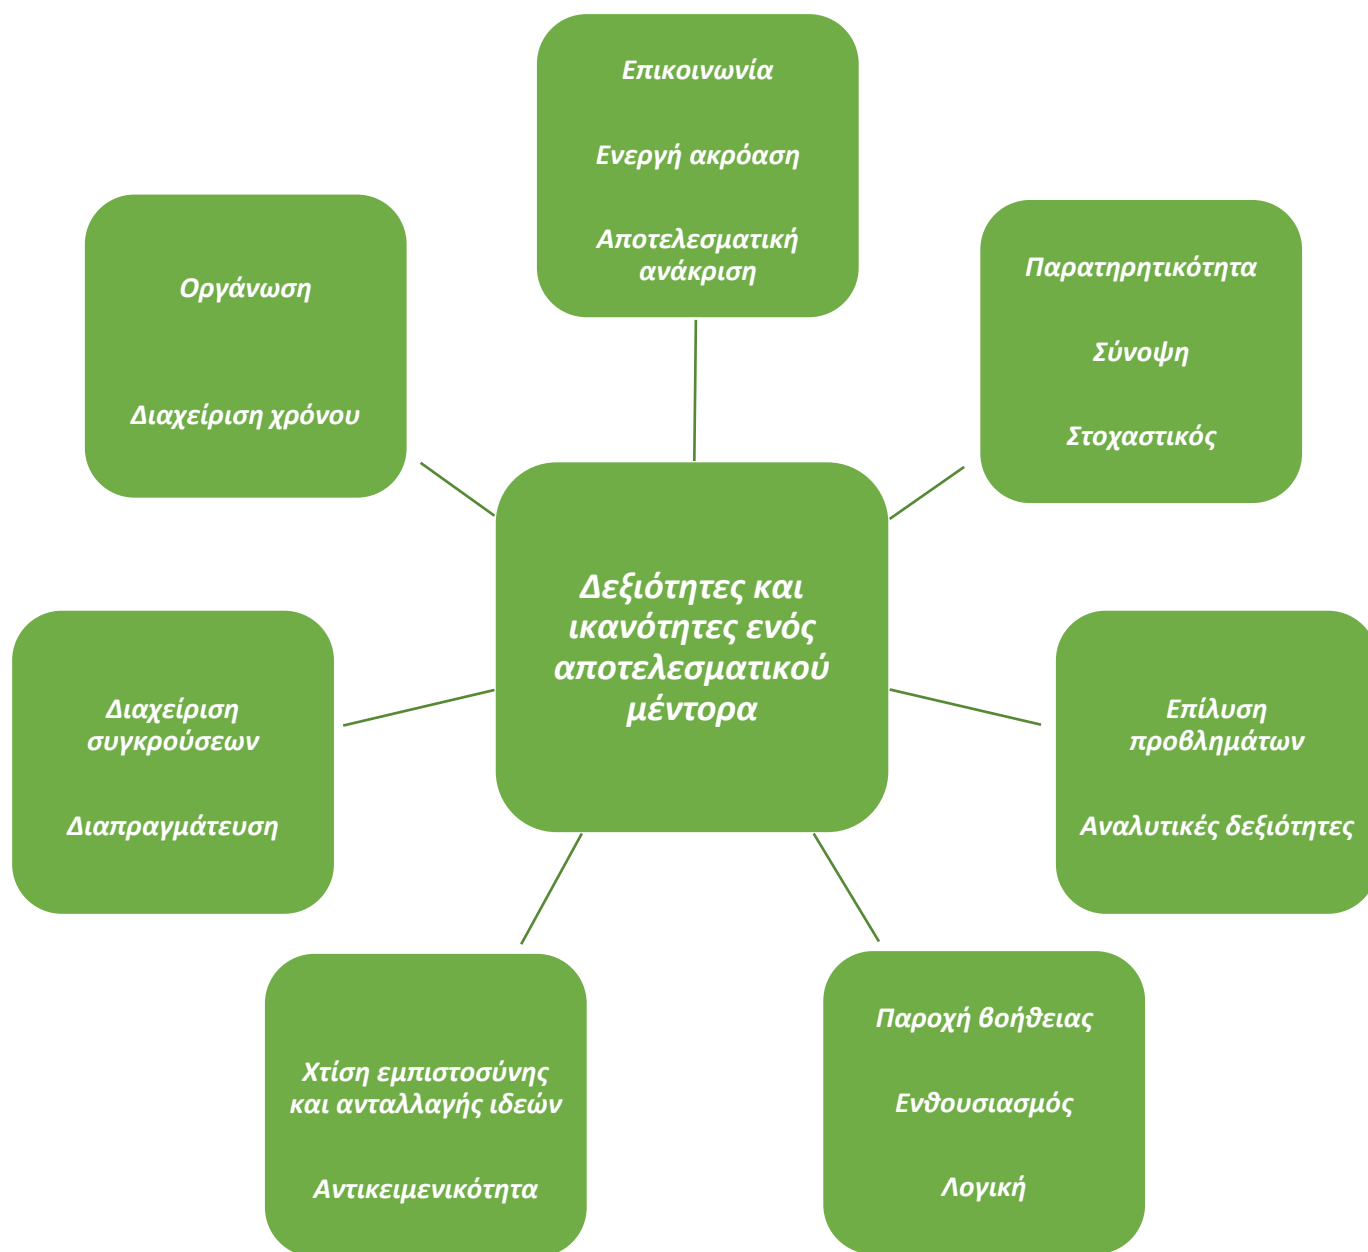 Επικοινωνία
Ενεργή ακρόαση
Αποτελεσματική
ανάκριση
Παρατηρητικότητα
Σύνοψη
Στοχαστικός
Επίλυση
προβλημάτων
Αναλυτικές δεξιότητες
Παροχή βοήθειας
Ενθουσιασμός
Λογική
Χτίση εμπιστοσύνης
και ανταλλαγής ιδεών
Αντικειμενικότητα
Διαχείριση
συγκρούσεων
Διαπραγμάτευση
Οργάνωση
Διαχείριση χρόνου
Δεξιότητες και
ικανότητες ενός
αποτελεσματικού
μέντορα